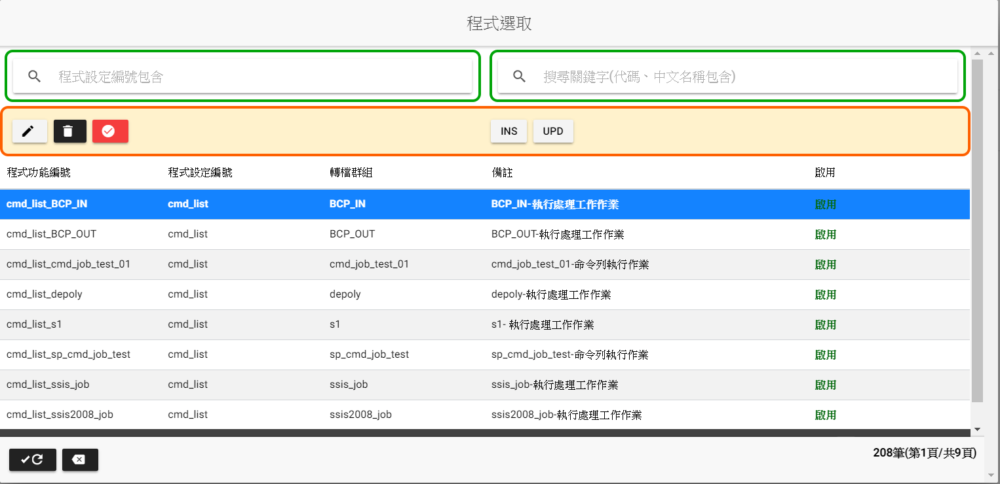 程式選取
程式設定編號包含
搜尋關鍵字(代碼、中文名稱包含)
INS UPD
程式功能編號 程式設定編號 轉檔群組 備註 啟用
cmd_list_BCP_IN cmd_list BCP_IN BCP_IN-執行處理工作作業 啟用
cmd_list_BCP_OUT cmd_list BCP_OUT BCP_OUT-執行處理工作作業 啟用
cmd_list_cmd_job_test_01 cmd_list cmd_job_test_01 cmd_job_test_01-命令列執行作業 啟用
cmd_list_depoly cmd_list depoly depoly-執行處理工作作業 啟用
cmd_list_s1 cmd_list s1 s1- 執行處理工作作業 啟用
cmd_list_sp_cmd_job_test cmd_list sp_cmd_job_test sp_cmd_job_test-命令列執行作業 啟用
cmd_list_ssis_job cmd_list ssis_job ssis_job-執行處理工作作業 啟用
cmd_list_ssis2008_job cmd_list ssis2008_job ssis2008_job-執行處理工作作業 啟用
208筆(第1頁/共9頁)